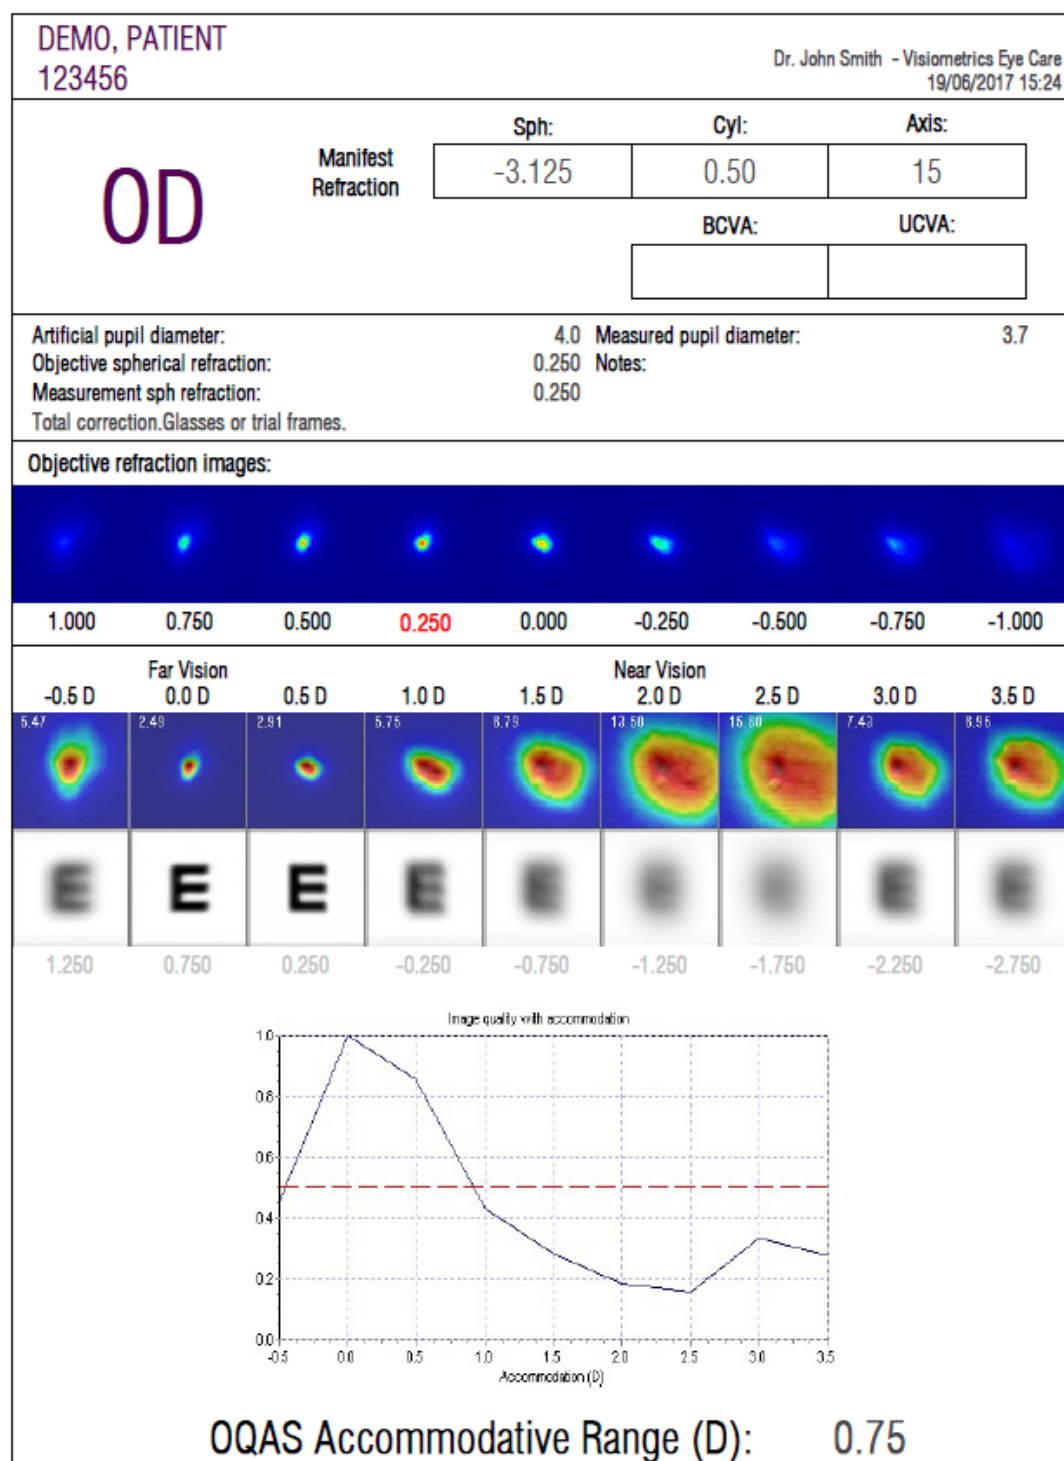 DEMO, PATIENT
123456
Dr. John Smith - Visiometrics Eye Care
19/06/2017 15:24
OD
Manifest Refraction
Sph: Cyl: Axis:
-3.125 0.50 15
BCVA: UCVA:
Artificial pupil diameter: 4.0 Measured pupil diameter: 3.7
Objective spherical refraction: 0.250 Notes:
Measurement sph refraction: 0.250
Total correction.Glasses or trial frames.
Objective refraction images:
1.000 0.750 0.500 0.250 0.000 -0.250 -0.500 -0.750 -1.000
Far Vision Near Vision
-0.5 D 0.0 D 0.5 D 1.0 D 1.5 D 2.0 D 2.5 D 3.0 D 3.5 D
5.47 2.49 2.91 5.75 8.79 13.50 15.80 7.43 8.95
E E E E E E E
1.250 0.750 0.250 -0.250 -0.750 -1.250 -1.750 -2.250 -2.750
Image quality with accommodation
1.0
0.8
0.6
0.4
0.2
0.0
-0.5 0.0 0.5 1.0 1.5 2.0 2.5 3.0 3.5
Accommodation (D)
OQAS Accommodative Range (D): 0.75